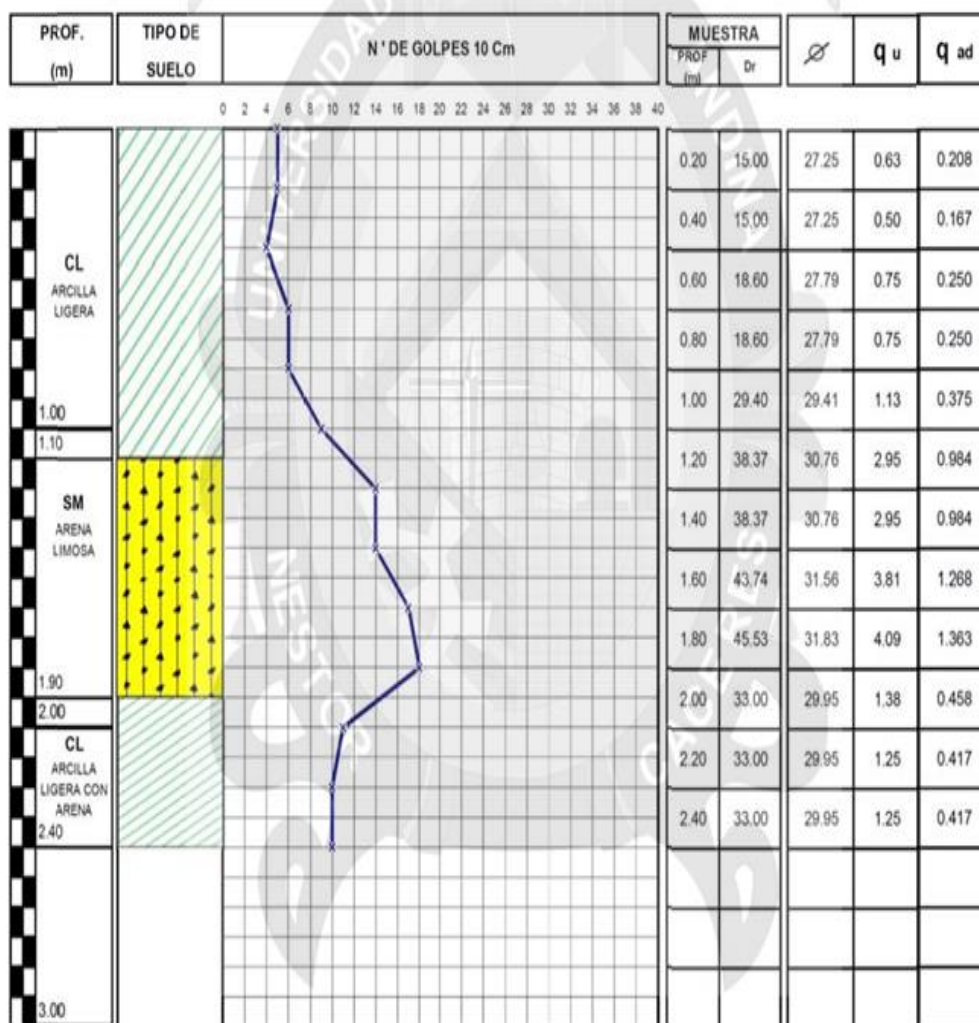 PROF.
(m)
TIPO DE
SUELO
N ' DE GOLPES 10 Cm
MUESTRA
PROF
(m)
Dr
Ø
q u
q ad
0 2 4 6 8 10 12 14 16 18 20 22 24 26 28 30 32 34 36 38 40
CL
ARCILLA
LIGERA
1.00
1.10
SM
ARENA
LIMOSA
1.90
2.00
CL
ARCILLA
LIGERA CON
ARENA
2.40
3.00
0.20 15.00 27.25 0.63 0.208
0.40 15.00 27.25 0.50 0.167
0.60 18.60 27.79 0.75 0.250
0.80 18.60 27.79 0.75 0.250
1.00 29.40 29.41 1.13 0.375
1.20 38.37 30.76 2.95 0.984
1.40 38.37 30.76 2.95 0.984
1.60 43.74 31.56 3.81 1.268
1.80 45.53 31.83 4.09 1.363
2.00 33.00 29.95 1.38 0.458
2.20 33.00 29.95 1.25 0.417
2.40 33.00 29.95 1.25 0.417
UNIVERSIDAD
NESTOR